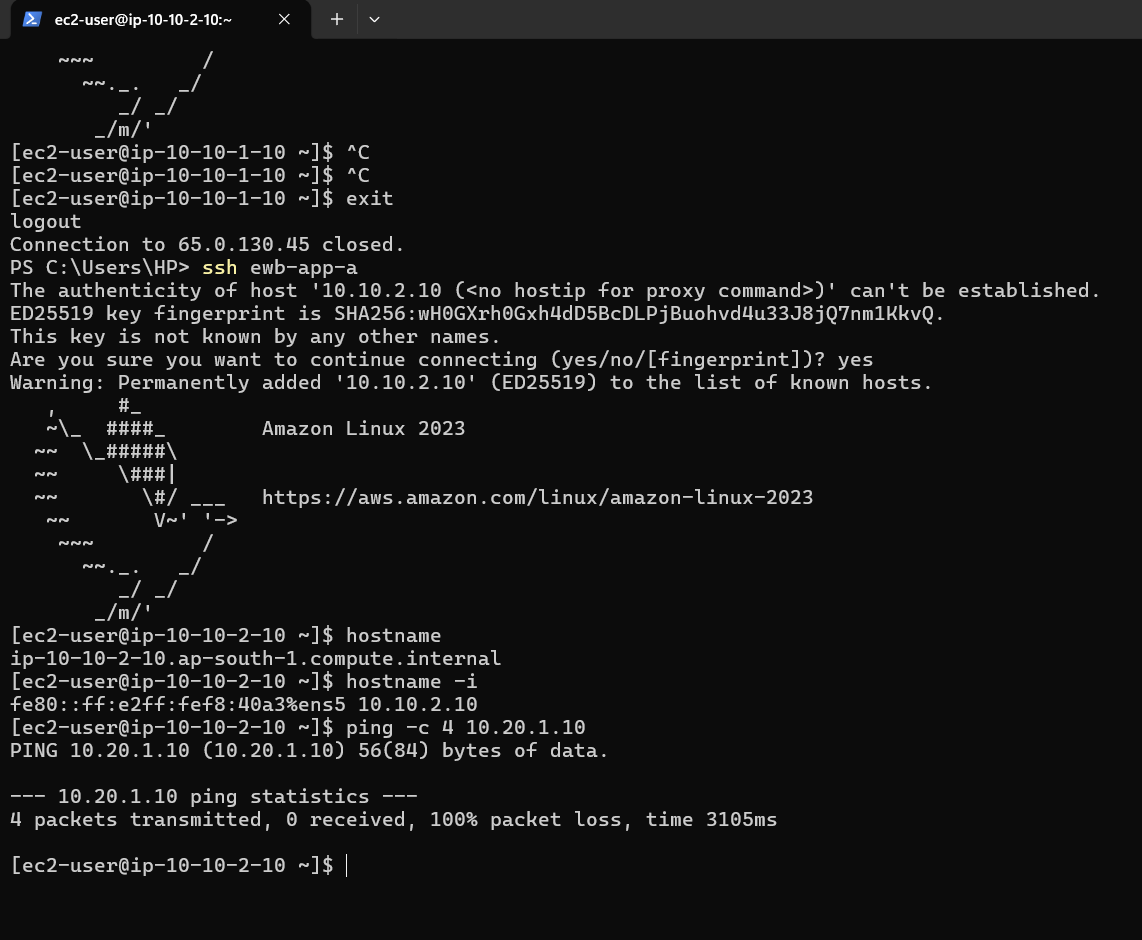 ec2-user@ip-10-10-2-10:~
    ~~~         /
      ~~._.   _/
         _/ _/
       _/m/'
[ec2-user@ip-10-10-1-10 ~]$ ^C
[ec2-user@ip-10-10-1-10 ~]$ ^C
[ec2-user@ip-10-10-1-10 ~]$ exit
logout
Connection to 65.0.130.45 closed.
PS C:\Users\HP> ssh ewb-app-a
The authenticity of host '10.10.2.10 (<no hostip for proxy command>)' can't be established.
ED25519 key fingerprint is SHA256:wH0GXrh0Gxh4dD5BcDLPjBuohvd4u33J8jQ7nm1KkvQ.
This key is not known by any other names.
Are you sure you want to continue connecting (yes/no/[fingerprint])? yes
Warning: Permanently added '10.10.2.10' (ED25519) to the list of known hosts.
   ,     #_
   ~\_  ####_        Amazon Linux 2023
  ~~  \_#####\
  ~~     \###|
  ~~       \#/ ___   https://aws.amazon.com/linux/amazon-linux-2023
   ~~       V~' '->
    ~~~         /
      ~~._.   _/
         _/ _/
       _/m/'
[ec2-user@ip-10-10-2-10 ~]$ hostname
ip-10-10-2-10.ap-south-1.compute.internal
[ec2-user@ip-10-10-2-10 ~]$ hostname -i
fe80::ff:e2ff:fef8:40a3%ens5 10.10.2.10
[ec2-user@ip-10-10-2-10 ~]$ ping -c 4 10.20.1.10
PING 10.20.1.10 (10.20.1.10) 56(84) bytes of data.

--- 10.20.1.10 ping statistics ---
4 packets transmitted, 0 received, 100% packet loss, time 3105ms

[ec2-user@ip-10-10-2-10 ~]$